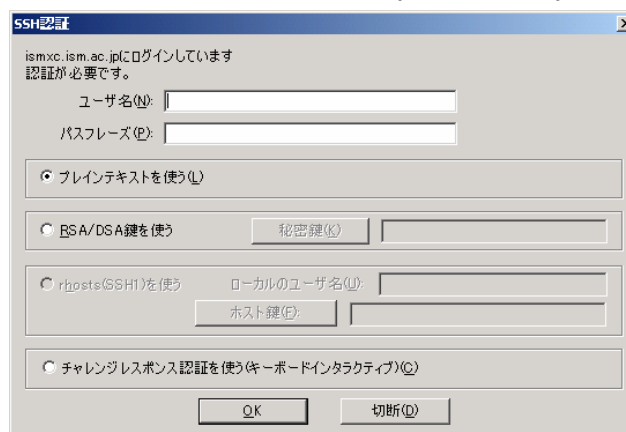 SSH認証
ismxc.ism.ac.jpにログインしています
認証が必要です。
ユーザ名(N):
パスフレーズ(P):
プレインテキストを使う(L)
RSA/DSA鍵を使う 秘密鍵(K)
rhosts(SSH1)を使う ローカルのユーザ名(U):
ホスト鍵(F):
チャレンジレスポンス認証を使う(キーボードインタラクティブ)(C)
OK 切断(D)